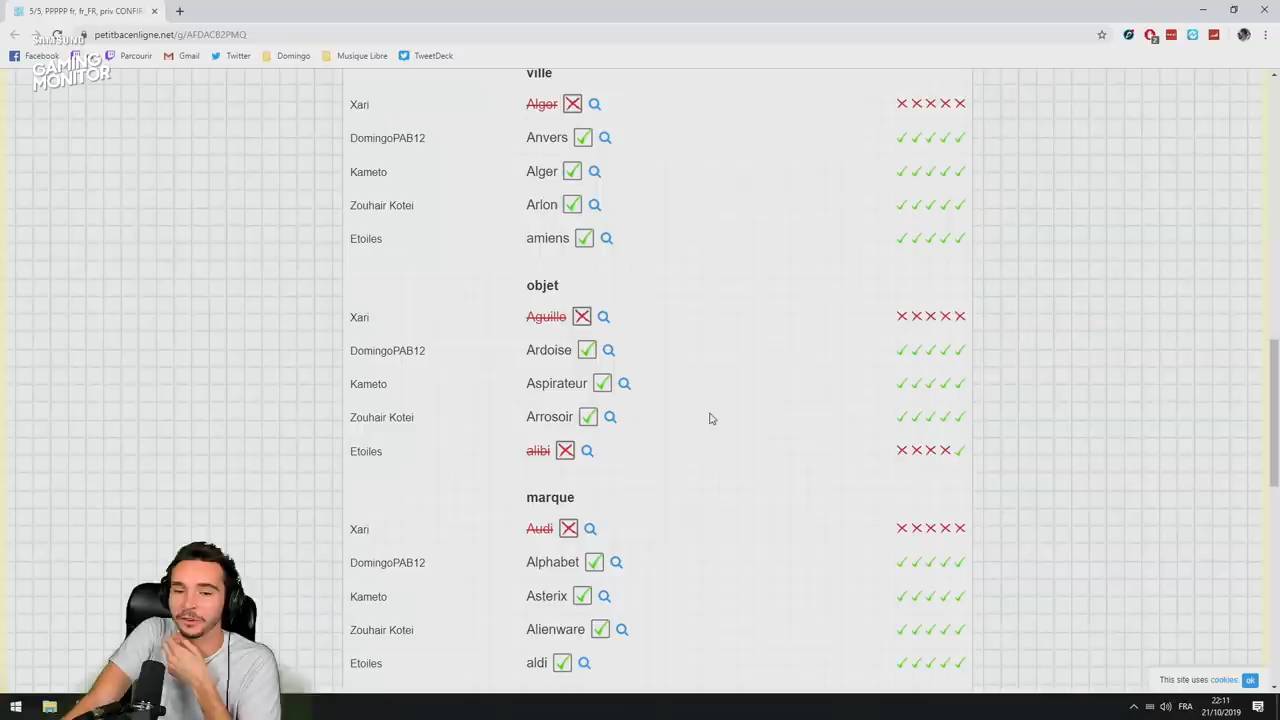 5/5, PPPPP fr, fr_FR, priv CONFIR
petitbacenligne.net/g/AFDACB2PMQ
Facebook
Parcourir
Gmail
Twitter
Domingo
Musique Libre
TweetDeck
SAMSUNG
GAMING
MONITOR
ville
Xari Alger
DomingoPAB12 Anvers
Kameto Alger
Zouhair Kotei Arlon
Etoiles amiens
objet
Xari Aguille
DomingoPAB12 Ardoise
Kameto Aspirateur
Zouhair Kotei Arrosoir
Etoiles alibi
marque
Xari Audi
DomingoPAB12 Alphabet
Kameto Asterix
Zouhair Kotei Alienware
Etoiles aldi
This site uses cookies. ok
FRA
22:11
21/10/2019